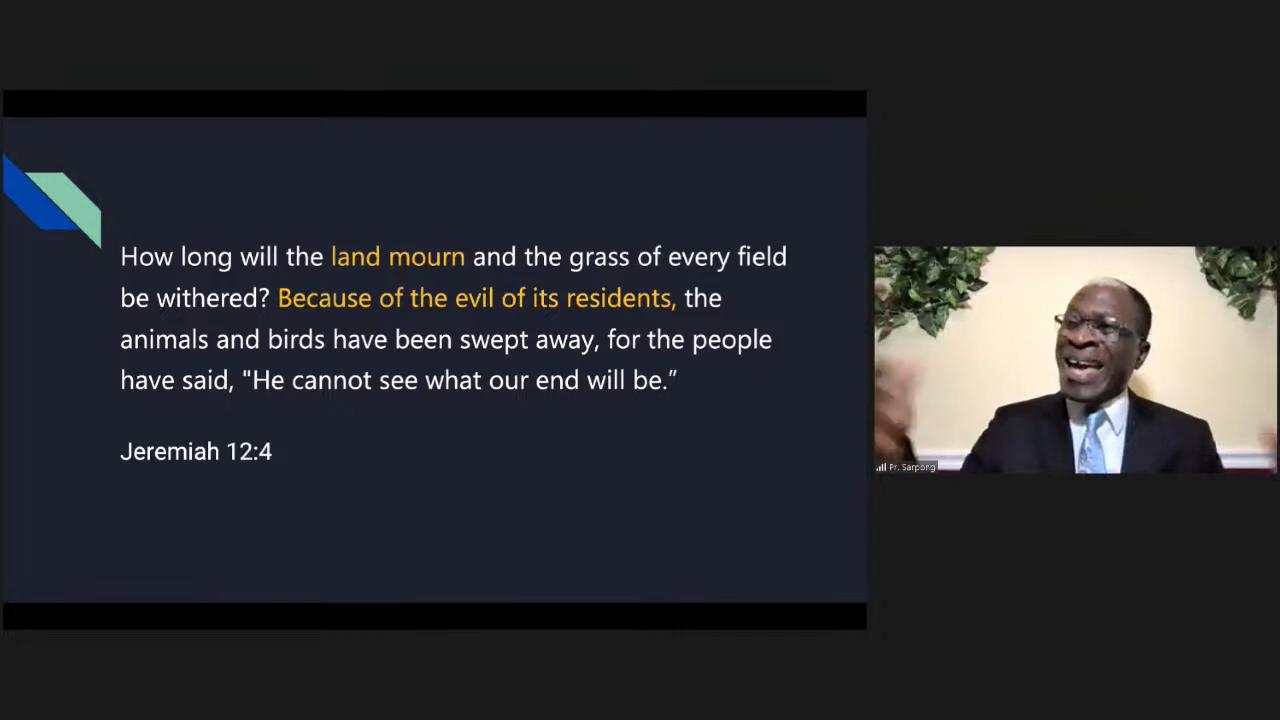 How long will the land mourn and the grass of every field
be withered? Because of the evil of its residents, the
animals and birds have been swept away, for the people
have said, "He cannot see what our end will be.”
Jeremiah 12:4
Pr. Sarpong